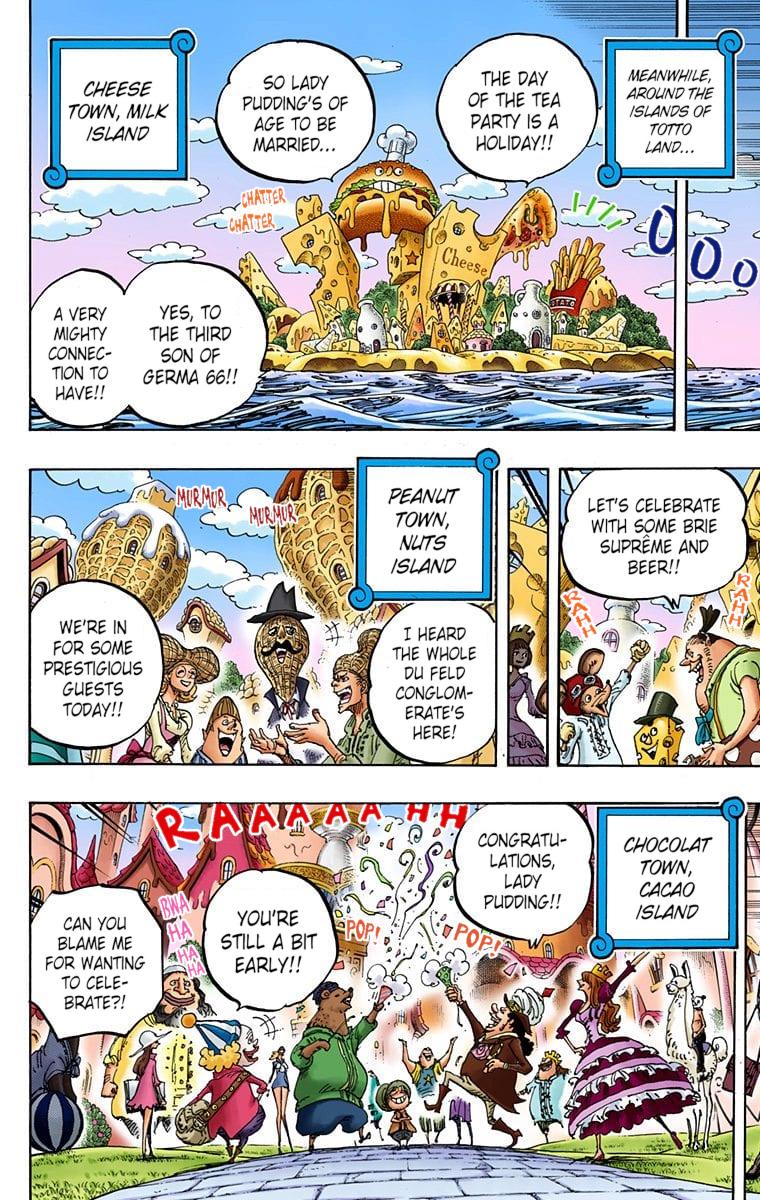 MEANWHILE,
AROUND THE
ISLANDS OF
TOTTO
LAND...
THE DAY
OF THE TEA
PARTY IS A
HOLIDAY!!
SO LADY
PUDDING'S OF
AGE TO BE
MARRIED...
CHEESE
TOWN, MILK
ISLAND
CHATTER
CHATTER
Cheese
POTATO
OOO
YES, TO
THE THIRD
SON OF
GERMA 66!!
A VERY
MIGHTY
CONNEC-
TION TO
HAVE!!
LET'S CELEBRATE
WITH SOME BRIE
SUPRÊME AND
BEER!!
RAHH
RAHH
PEANUT
TOWN,
NUTS
ISLAND
MURMUR
MURMUR
I HEARD
THE WHOLE
DU FELD
CONGLOM-
ERATE'S
HERE!
WE'RE IN
FOR SOME
PRESTIGIOUS
GUESTS
TODAY!!
CHOCOLAT
TOWN,
CACAO
ISLAND
CONGRATU-
LATIONS,
LADY
PUDDING!!
RAAAAAHHH
POP!
POP!
YOU'RE
STILL A BIT
EARLY!!
BWA
HA
HA
HA
CAN YOU
BLAME ME
FOR WANTING
TO CELE-
BRATE?!